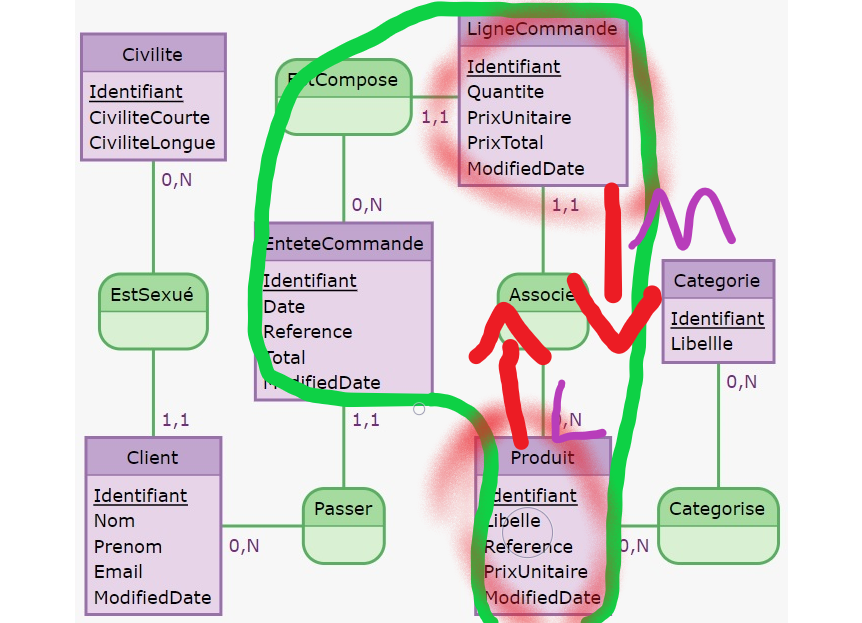 Civilite
Identifiant
CiviliteCourte
CiviliteLongue
0,N
EstSexué
1,1
Client
Identifiant
Nom
Prenom
Email
ModifiedDate
0,N
Passer
1,1
EnteteCommande
Identifiant
Date
Reference
Total
ModifiedDate
0,N
EstCompose
1,1
LigneCommande
Identifiant
Quantite
PrixUnitaire
PrixTotal
ModifiedDate
1,1
Associe
0,N
Produit
Identifiant
Libelle
Reference
PrixUnitaire
ModifiedDate
0,N
Categorise
0,N
Categorie
Identifiant
Libellle